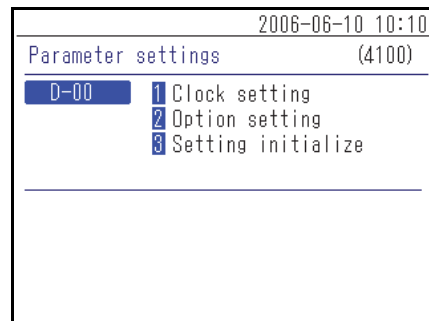 2006-06-10 10:10
Parameter settings (4100)
D-00 1 Clock setting
2 Option setting
3 Setting initialize